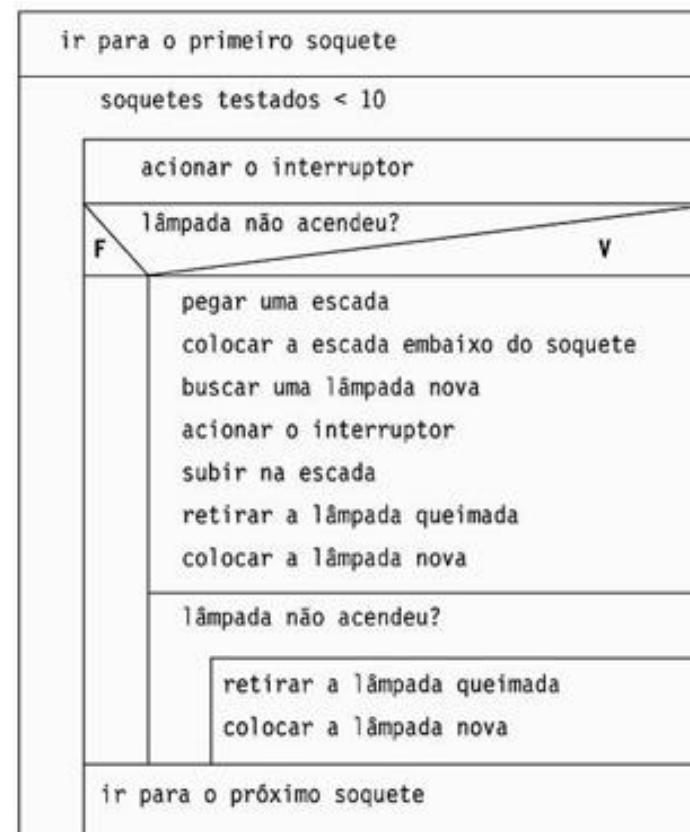 ir para o primeiro soquete
soquetes testados < 10
acionar o interruptor
lâmpada não acendeu?
F V
pegar uma escada
colocar a escada embaixo do soquete
buscar uma lâmpada nova
acionar o interruptor
subir na escada
retirar a lâmpada queimada
colocar a lâmpada nova
lâmpada não acendeu?
retirar a lâmpada queimada
colocar a lâmpada nova
ir para o próximo soquete